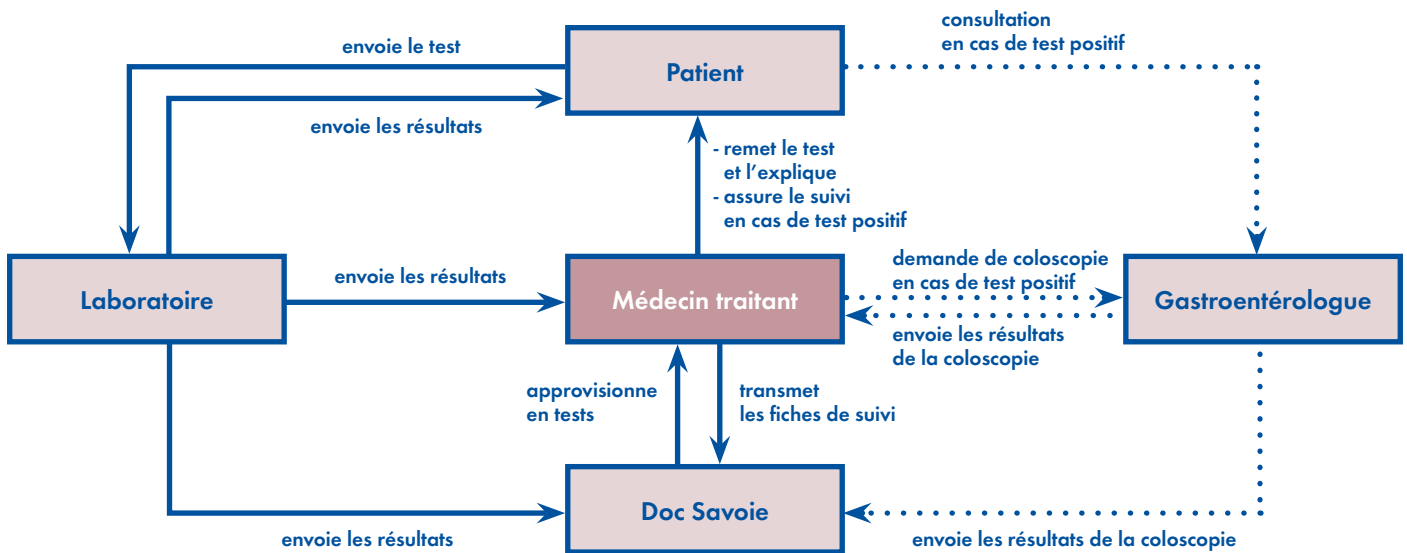 envoie le test
consultation
en cas de test positif
Patient
envoie les résultats
- remet le test
et l'explique
- assure le suivi
en cas de test positif
Laboratoire
envoie les résultats
Médecin traitant
demande de coloscopie
en cas de test positif
Gastroentérologue
envoie les résultats
de la coloscopie
approvisionne
en tests
transmet
les fiches de suivi
Doc Savoie
envoie les résultats
envoie les résultats de la coloscopie